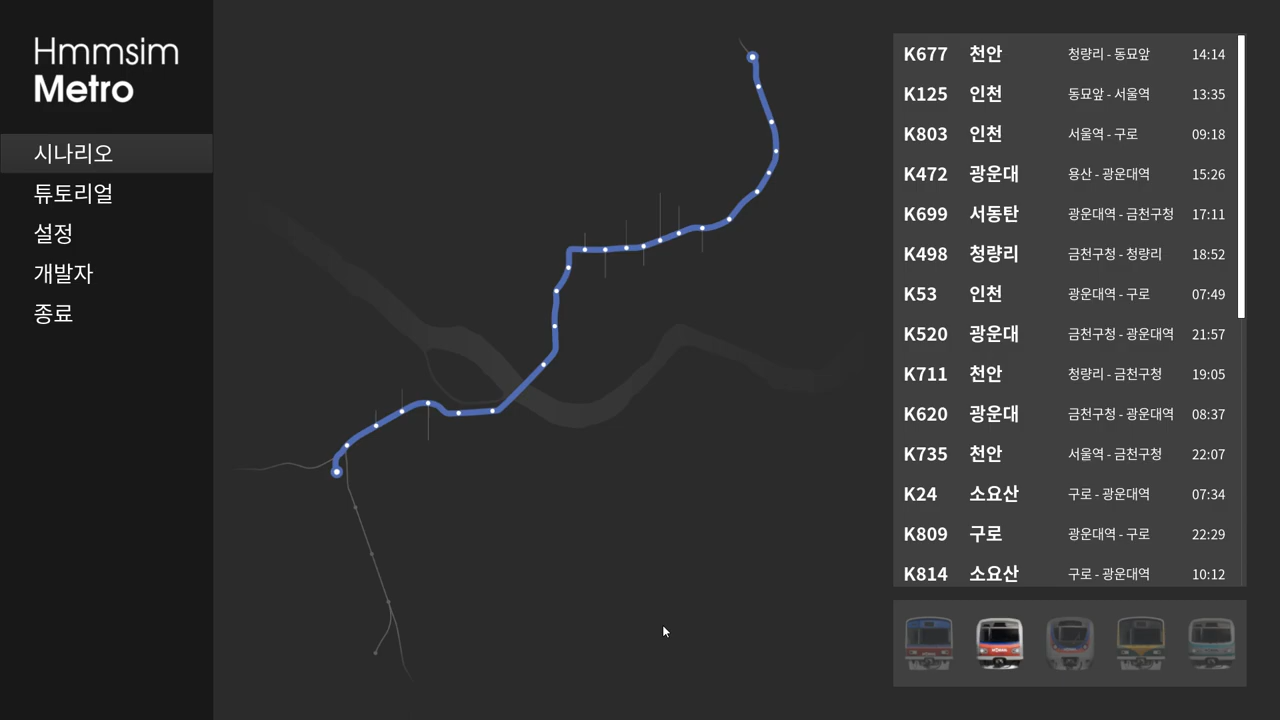 Hmmsim
Metro
시나리오
튜토리얼
설정
개발자
종료
K677 천안 청량리 - 동묘앞 14:14
K125 인천 동묘앞 - 서울역 13:35
K803 인천 서울역 - 구로 09:18
K472 광운대 용산 - 광운대역 15:26
K699 서동탄 광운대역 - 금천구청 17:11
K498 청량리 금천구청 - 청량리 18:52
K53 인천 광운대역 - 구로 07:49
K520 광운대 금천구청 - 광운대역 21:57
K711 천안 청량리 - 금천구청 19:05
K620 광운대 금천구청 - 광운대역 08:37
K735 천안 서울역 - 금천구청 22:07
K24 소요산 구로 - 광운대역 07:34
K809 구로 광운대역 - 구로 22:29
K814 소요산 구로 - 광운대역 10:12